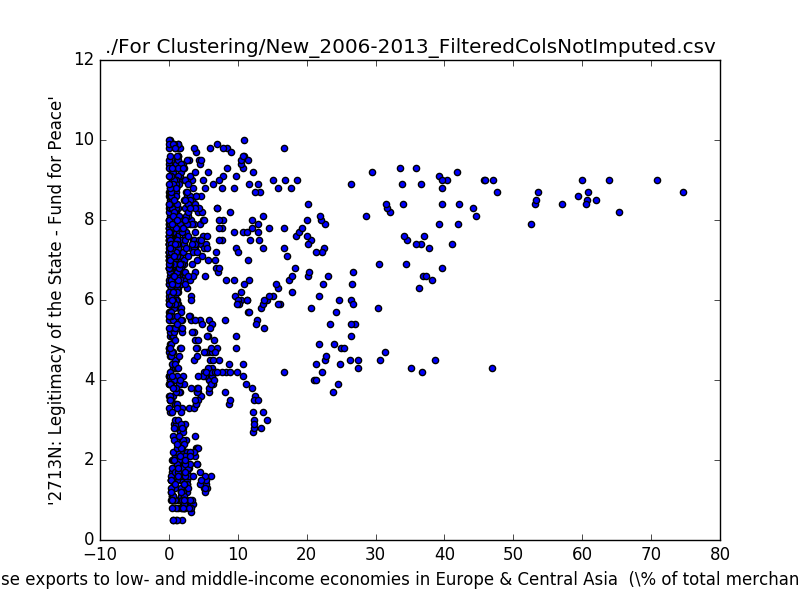 ./For Clustering/New_2006-2013_FilteredColsNotImputed.csv
12
10
8
6
4
2
0
'2713N: Legitimacy of the State - Fund for Peace'
−10 0 10 20 30 40 50 60 70 80
se exports to low- and middle-income economies in Europe & Central Asia (\% of total merchan